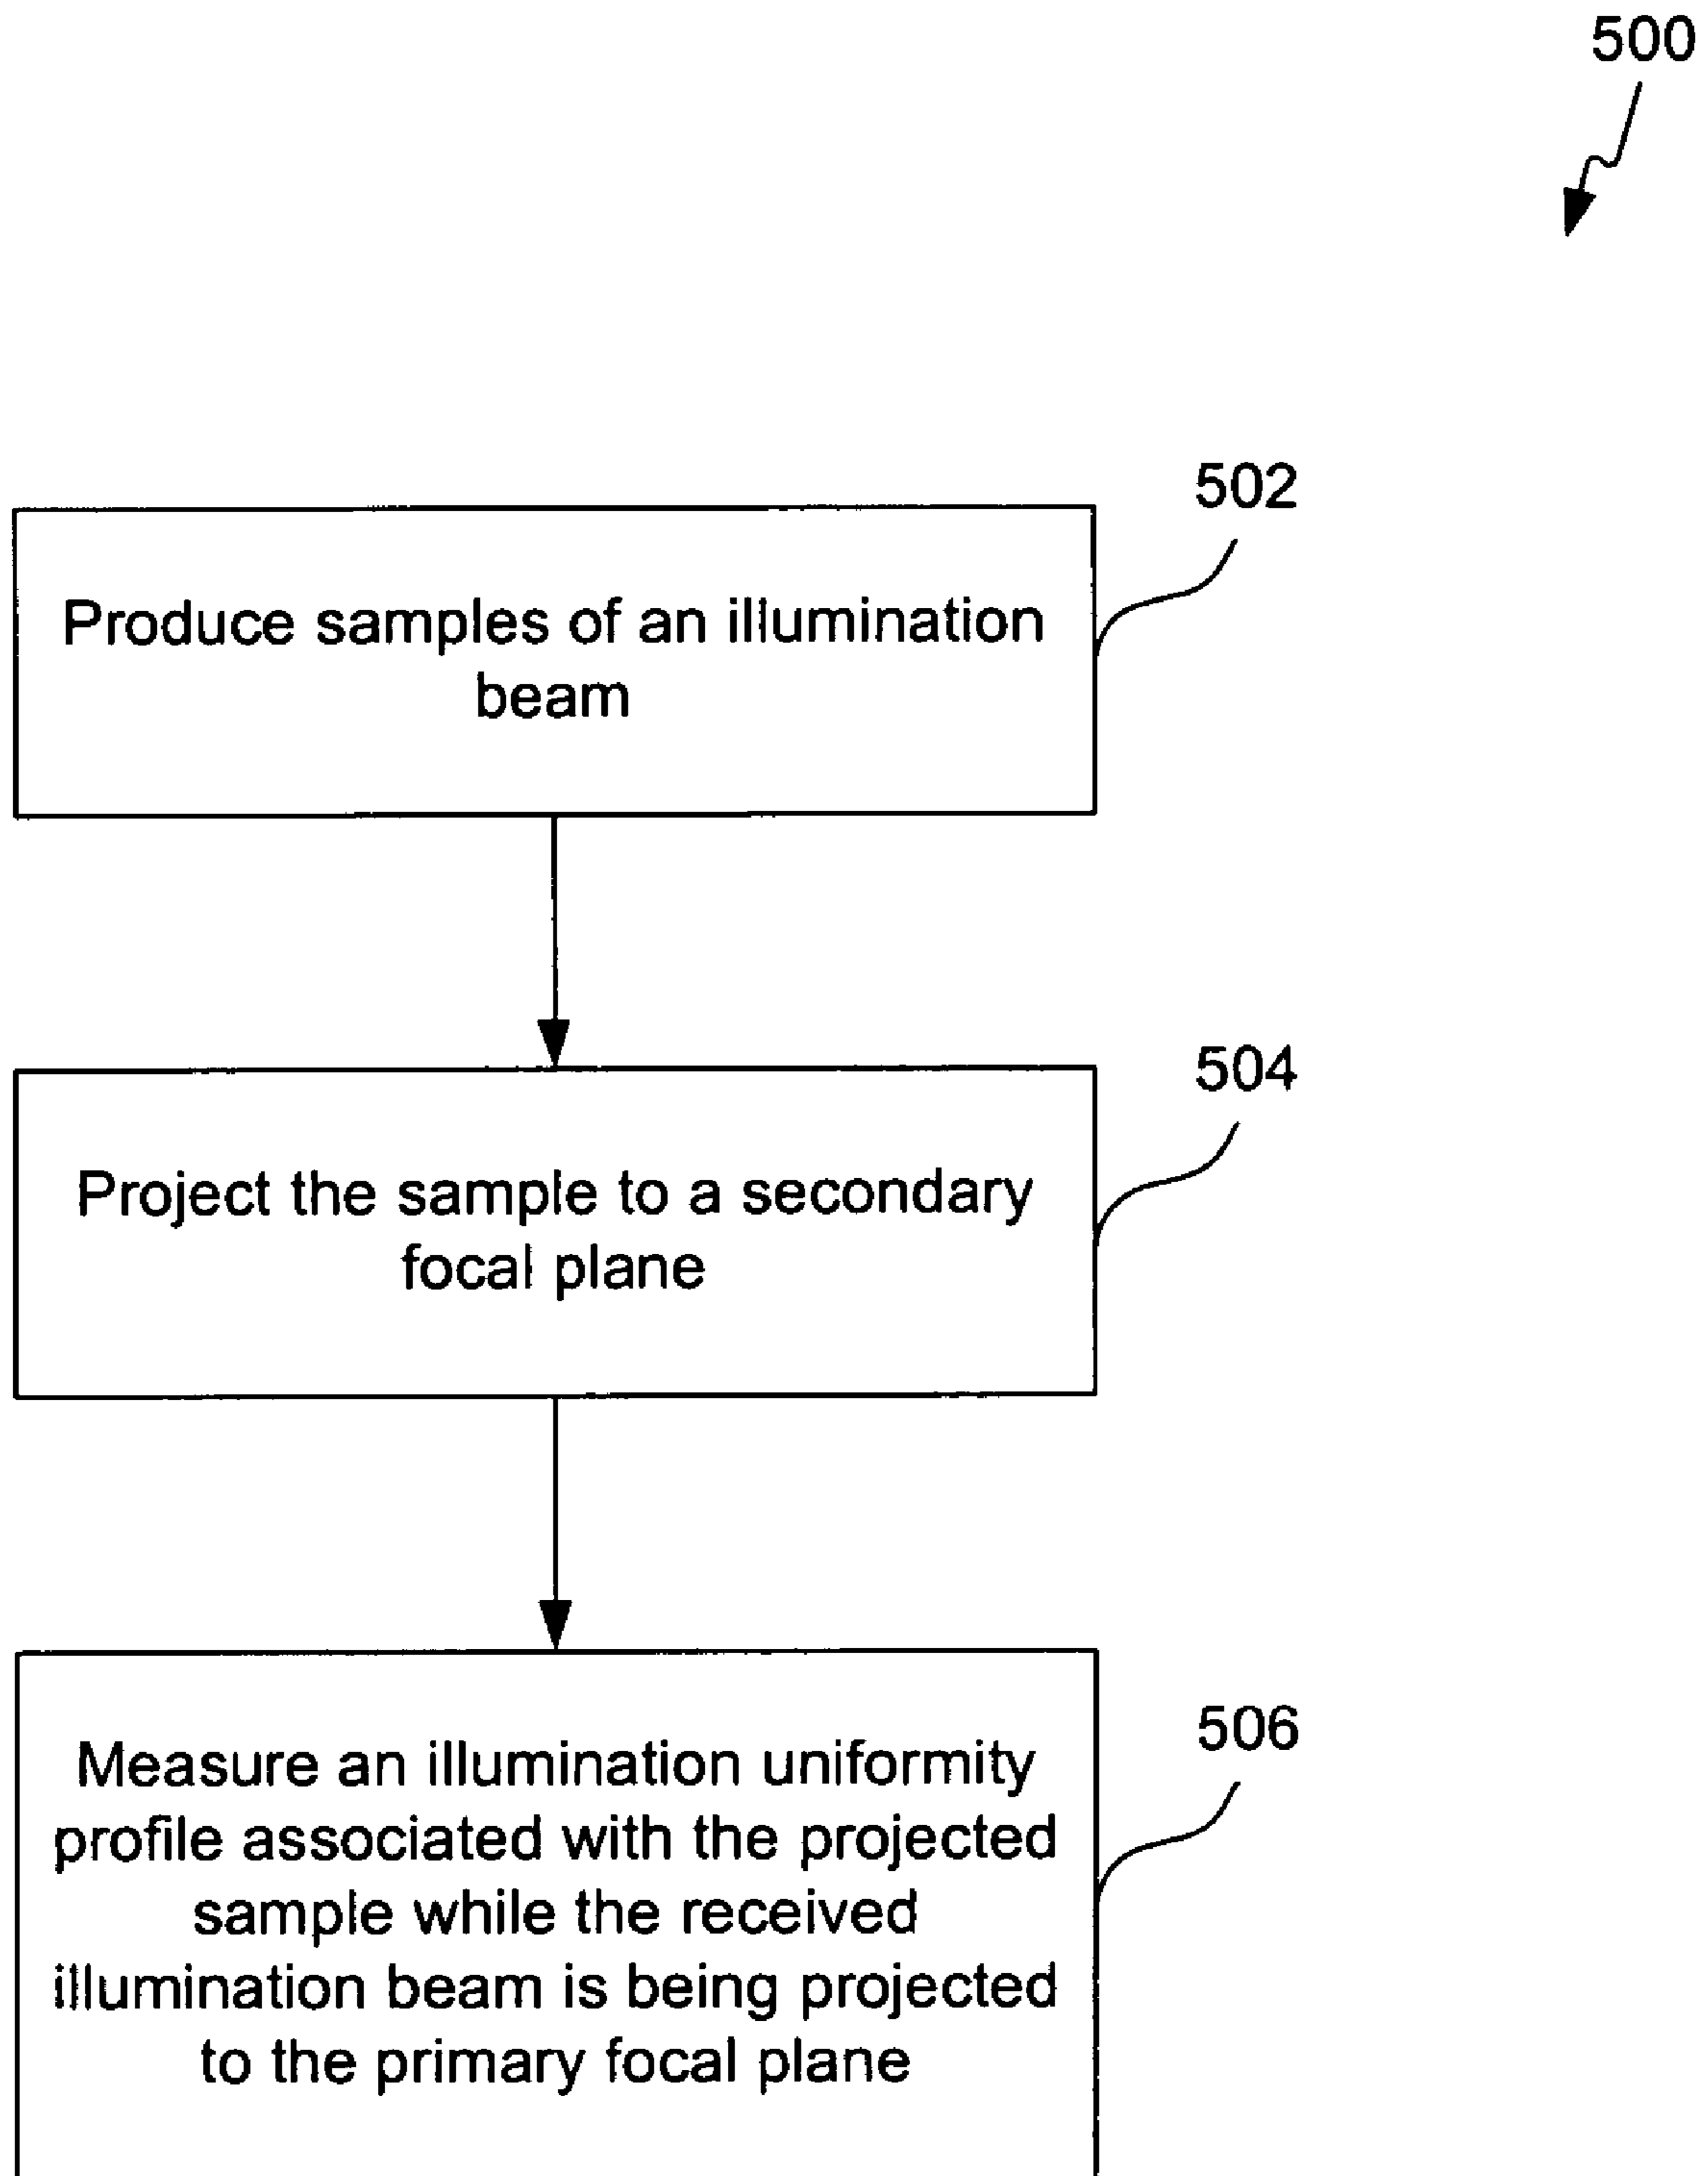 500
502
Produce samples of an illumination
beam
504
Project the sample to a secondary
focal plane
506
Measure an illumination uniformity
profile associated with the projected
sample while the received
illumination beam is being projected
to the primary focal plane